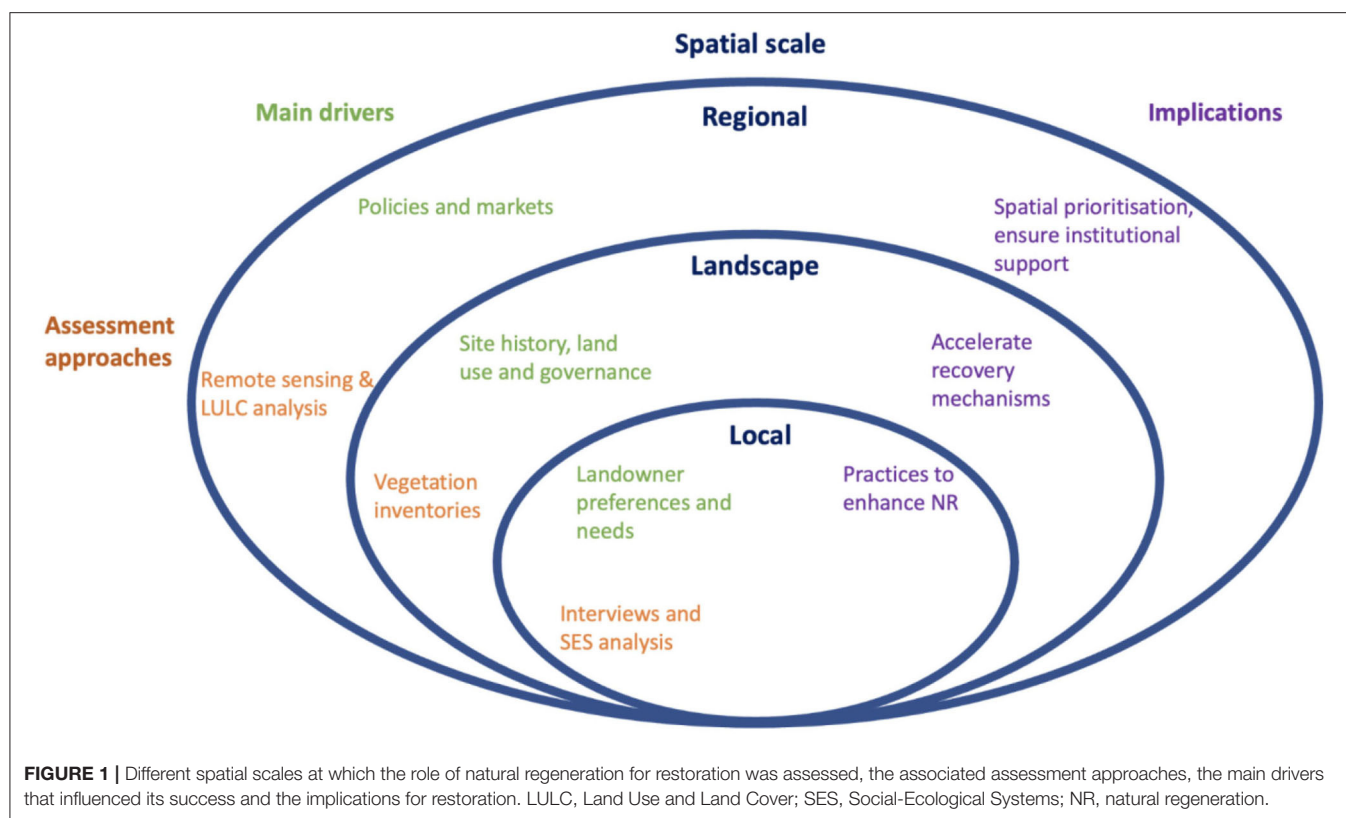 Spatial scale
Main drivers
Regional
Implications
Policies and markets
Spatial prioritisation,
ensure institutional
support
Landscape
Assessment
approaches
Site history, land
use and governance
Accelerate
recovery
mechanisms
Remote sensing &
LULC analysis
Local
Vegetation
inventories
Landowner
preferences and
needs
Practices to
enhance NR
Interviews and
SES analysis
FIGURE 1 | Different spatial scales at which the role of natural regeneration for restoration was assessed, the associated assessment approaches, the main drivers
that influenced its success and the implications for restoration. LULC, Land Use and Land Cover; SES, Social-Ecological Systems; NR, natural regeneration.